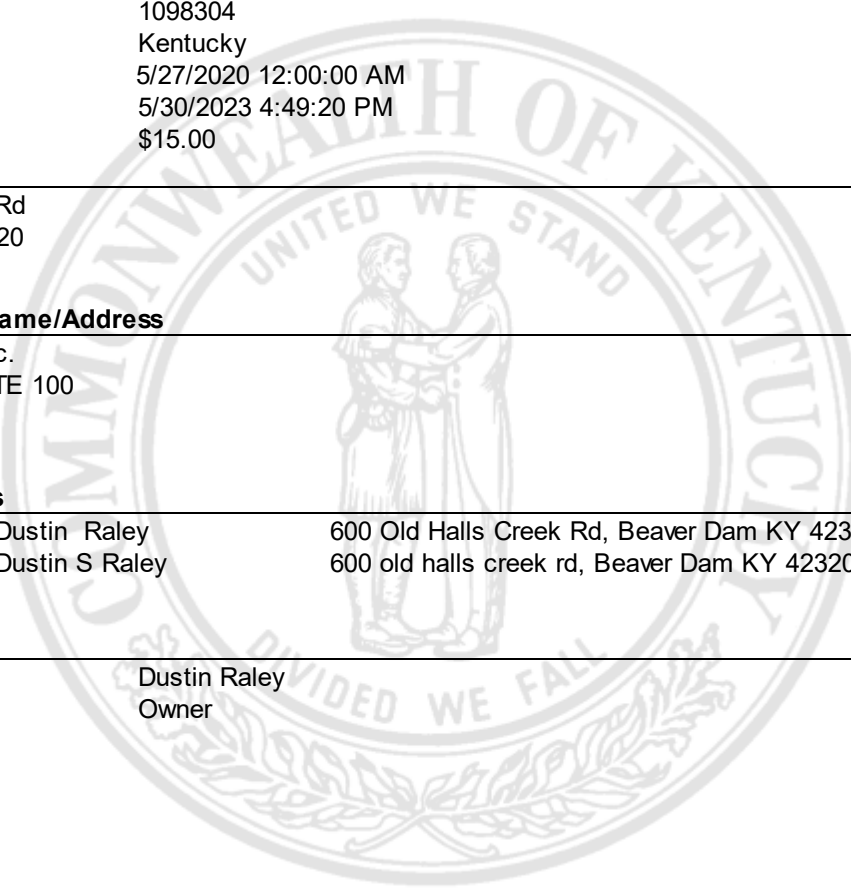 1098304
Kentucky
5/27/2020 12:00:00 AM
5/30/2023 4:49:20 PM
$15.00
Rd
20
ame/Address
c.
TE 100
s
Dustin Raley 600 Old Halls Creek Rd, Beaver Dam KY 423
Dustin S Raley 600 old halls creek rd, Beaver Dam KY 42320
Dustin Raley
Owner
COMMONWEALTH OF KENTUCKY
UNITED WE STAND
DIVIDED WE FALL